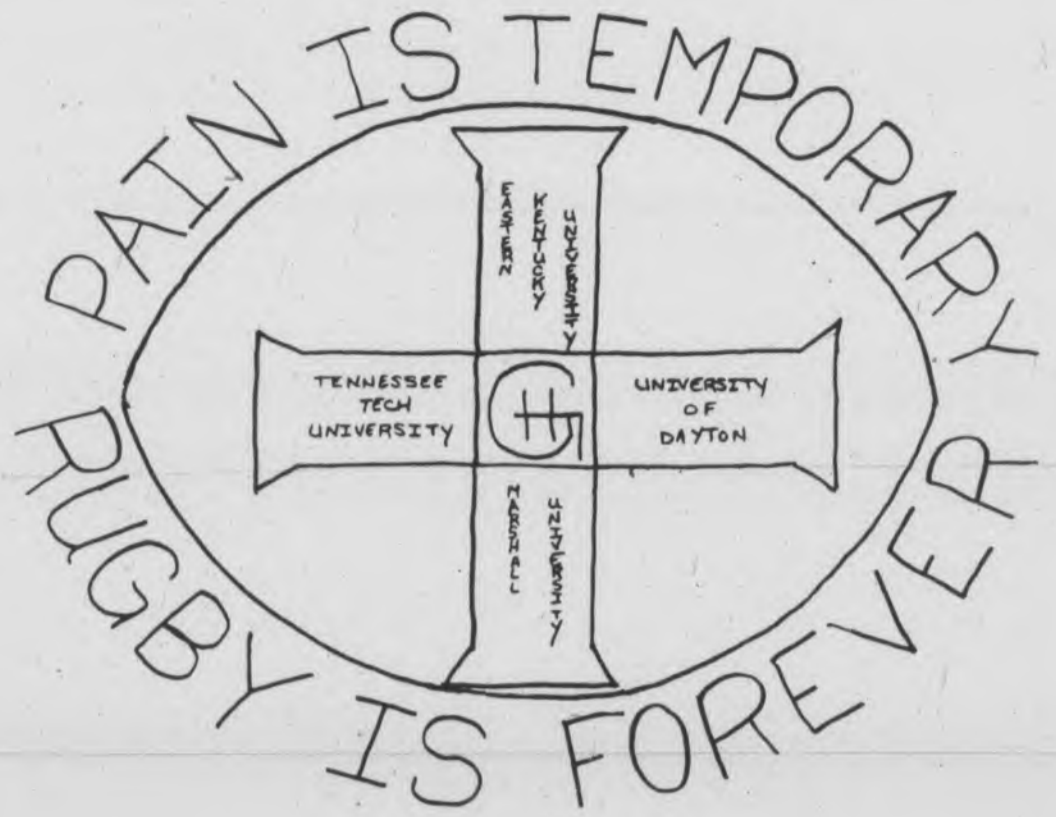 PAIN IS TEMPORARY
EASTERN
KENTUCKY
UNIVERSITY
TENNESSEE
TECH
UNIVERSITY
UNIVERSITY
OF
DAYTON
MARSHALL
UNIVERSITY
RUGBY IS FOREVER